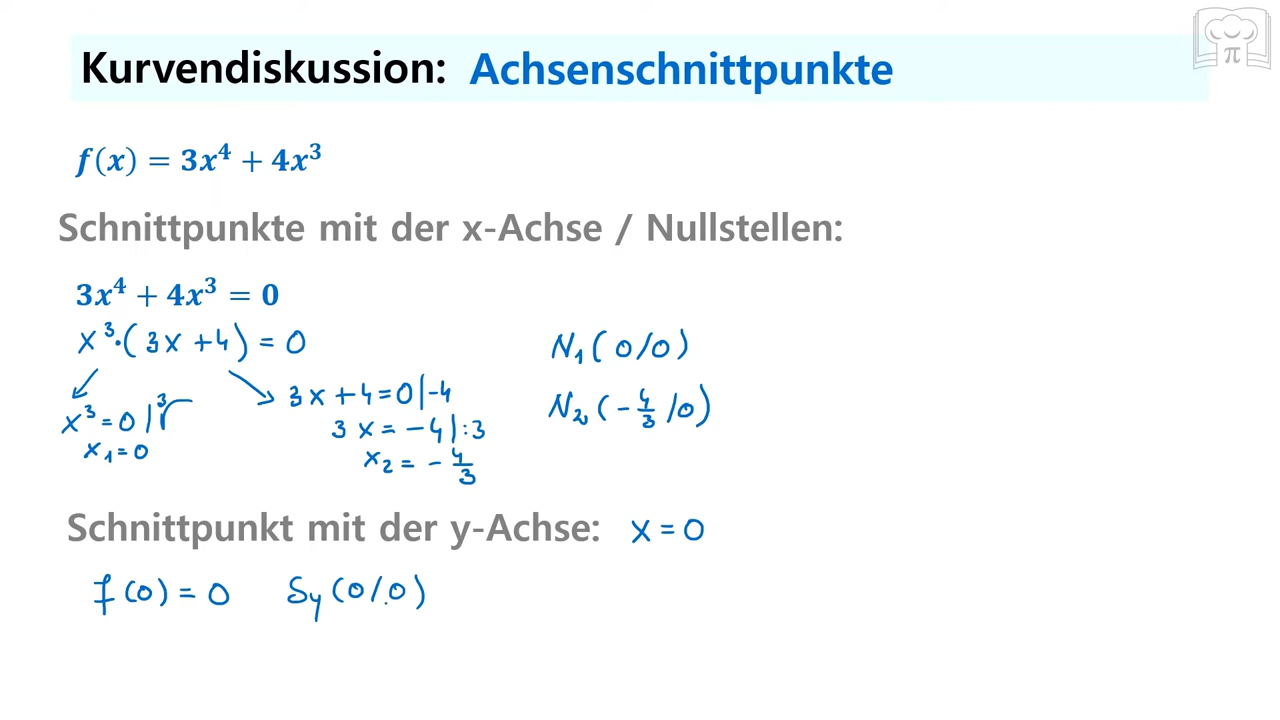 Kurvendiskussion: Achsenschnittpunkte
π
f(x) = 3x⁴ + 4x³
Schnittpunkte mit der x-Achse / Nullstellen:
3x⁴ + 4x³ = 0
x³·(3x+4) = 0
x³ = 0 | ³√
x₁ = 0
3x+4 = 0 | -4
3x = -4 | :3
x₂ = -4/3
N₁(0/0)
N₂(-4/3 /0)
Schnittpunkt mit der y-Achse: x = 0
f(0) = 0 Sy(0/0)